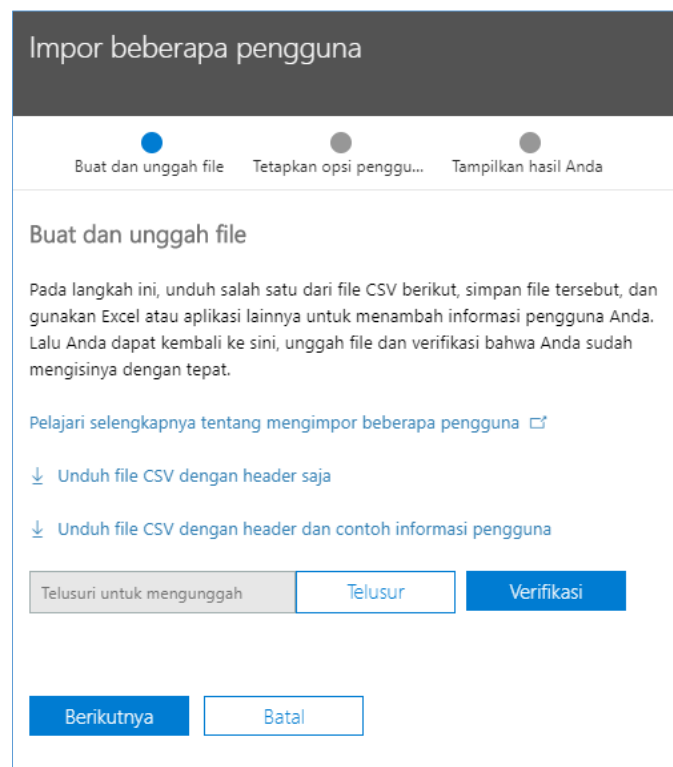 Impor beberapa pengguna
Buat dan unggah file
Tetapkan opsi penggu...
Tampilkan hasil Anda
Buat dan unggah file
Pada langkah ini, unduh salah satu dari file CSV berikut, simpan file tersebut, dan
gunakan Excel atau aplikasi lainnya untuk menambah informasi pengguna Anda.
Lalu Anda dapat kembali ke sini, unggah file dan verifikasi bahwa Anda sudah
mengisinya dengan tepat.
Pelajari selengkapnya tentang mengimpor beberapa pengguna
Unduh file CSV dengan header saja
Unduh file CSV dengan header dan contoh informasi pengguna
Telusuri untuk mengunggah
Telusur
Verifikasi
Berikutnya
Batal